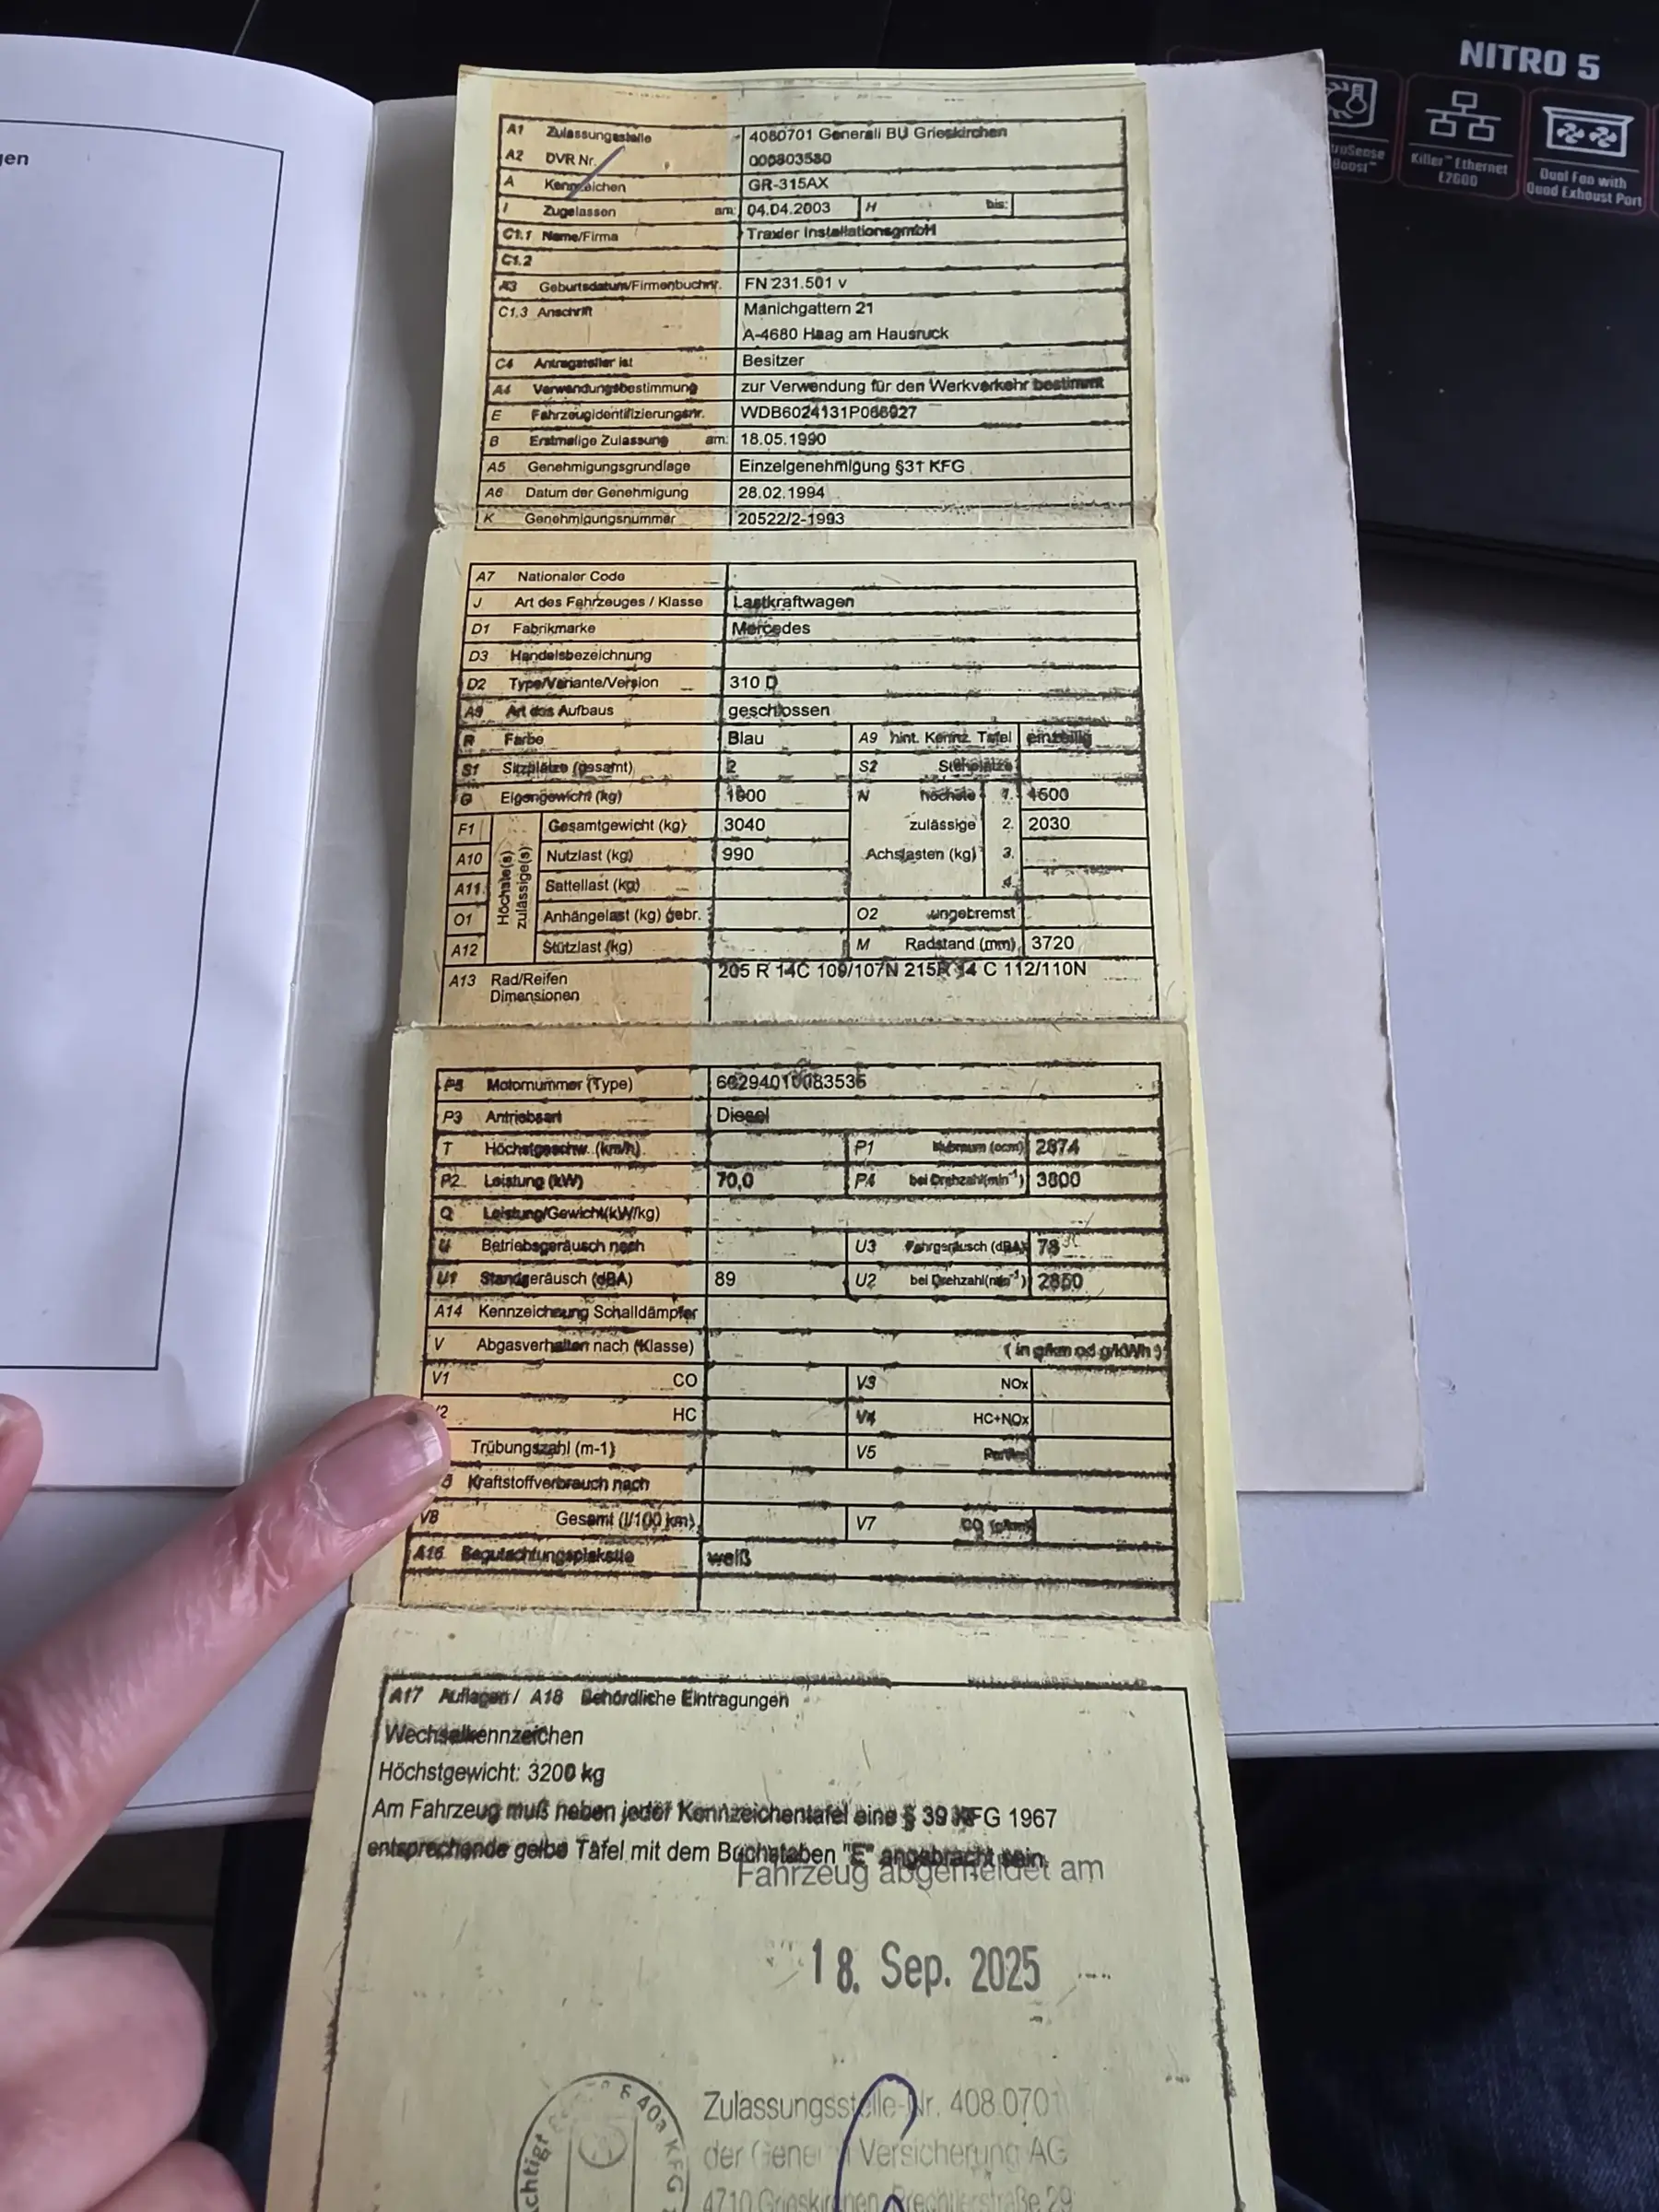 gen
NITRO 5
Boost™
Killer™ Ethernet
E2600
Dual Fan with
Quad Exhaust Port
A1 Zulassungsstelle 4080701 Generali BU Grieskirchen
A2 DVR Nr. 000803580
A Kennzeichen GR-315AX
I Zugelassen am: 04.04.2003 H bis:
C1.1 Name/Firma Traxler InstallationsgmbH
C1.2
A3 Geburtsdatum/Firmenbuchnr. FN 231.501 v
C1.3 Anschrift Manichgattern 21
A-4680 Haag am Hausruck
C4 Antragsteller ist Besitzer
A4 Verwendungsbestimmung zur Verwendung für den Werkverkehr bestimmt
E Fahrzeugidentifizierungsnr.
B Erstmalige Zulassung am: 18.05.1990
A5 Genehmigungsgrundlage Einzelgenehmigung §31 KFG
A6 Datum der Genehmigung 28.02.1994
K Genehmigungsnummer 20522/2-1993
A7 Nationaler Code
J Art des Fahrzeuges / Klasse Lastkraftwagen
D1 Fabrikmarke Mercedes
D3 Handelsbezeichnung
D2 Type/Variante/Version 310 D
Art des Aufbaus geschlossen
R Farbe Blau A9 hint. Kennz. Tafel einzeilig
S1 Sitzplätze (gesamt) 2 S2 Stehplätze
G Eigengewicht (kg) N höchste 1. 1600
F1 Höchste(s) zulässige(s) Gesamtgewicht (kg) 3040 zulässige 2. 2030
A10 Nutzlast (kg) 990 Achslasten (kg) 3.
A11 Sattellast (kg) 4.
O1 Anhängelast (kg) gebr. O2 ungebremst
A12 Stützlast (kg) M Radstand (mm) 3720
A13 Rad/Reifen 205 R 14C 109/107N 215R 14 C 112/110N
Dimensionen
P5 Motornummer (Type)
P3 Antriebsart Diesel
T Höchstgeschw. (km/h) P1 Hubraum (ccm) 2874
P2 Leistung (kW) 70,0 P4 bei Drehzahl(min⁻¹) 3800
Q Leistung/Gewicht(kW/kg)
U Betriebsgeräusch nach U3 Fahrgeräusch (dBA) 78
U1 Standgeräusch (dBA) 89 U2 bei Drehzahl(min⁻¹) 2850
A14 Kennzeichnung Schalldämpfer
V Abgasverhalten nach (Klasse) ( in g/km od g/kWh )
V1 CO V3 NOx
V2 HC V4 HC+NOx
Trübungszahl (m-1) V5 Partikel
Kraftstoffverbrauch nach
V8 Gesamt (l/100 km) V7
A16 Begutachtungsplakette weiß
A17 Auflagen / A18 Behördliche Eintragungen
Wechselkennzeichen
Höchstgewicht: 3200 kg
Am Fahrzeug muß neben jeder Kennzeichentafel eine § 39 KFG 1967
entsprechende gelbe Tafel mit dem Buchstaben "E" angebracht sein.
Fahrzeug abgemeldet am
18. Sep. 2025
Zulassungsstelle-Nr. 408.0701
der Generali Versicherung AG
4710 Grieskirchen